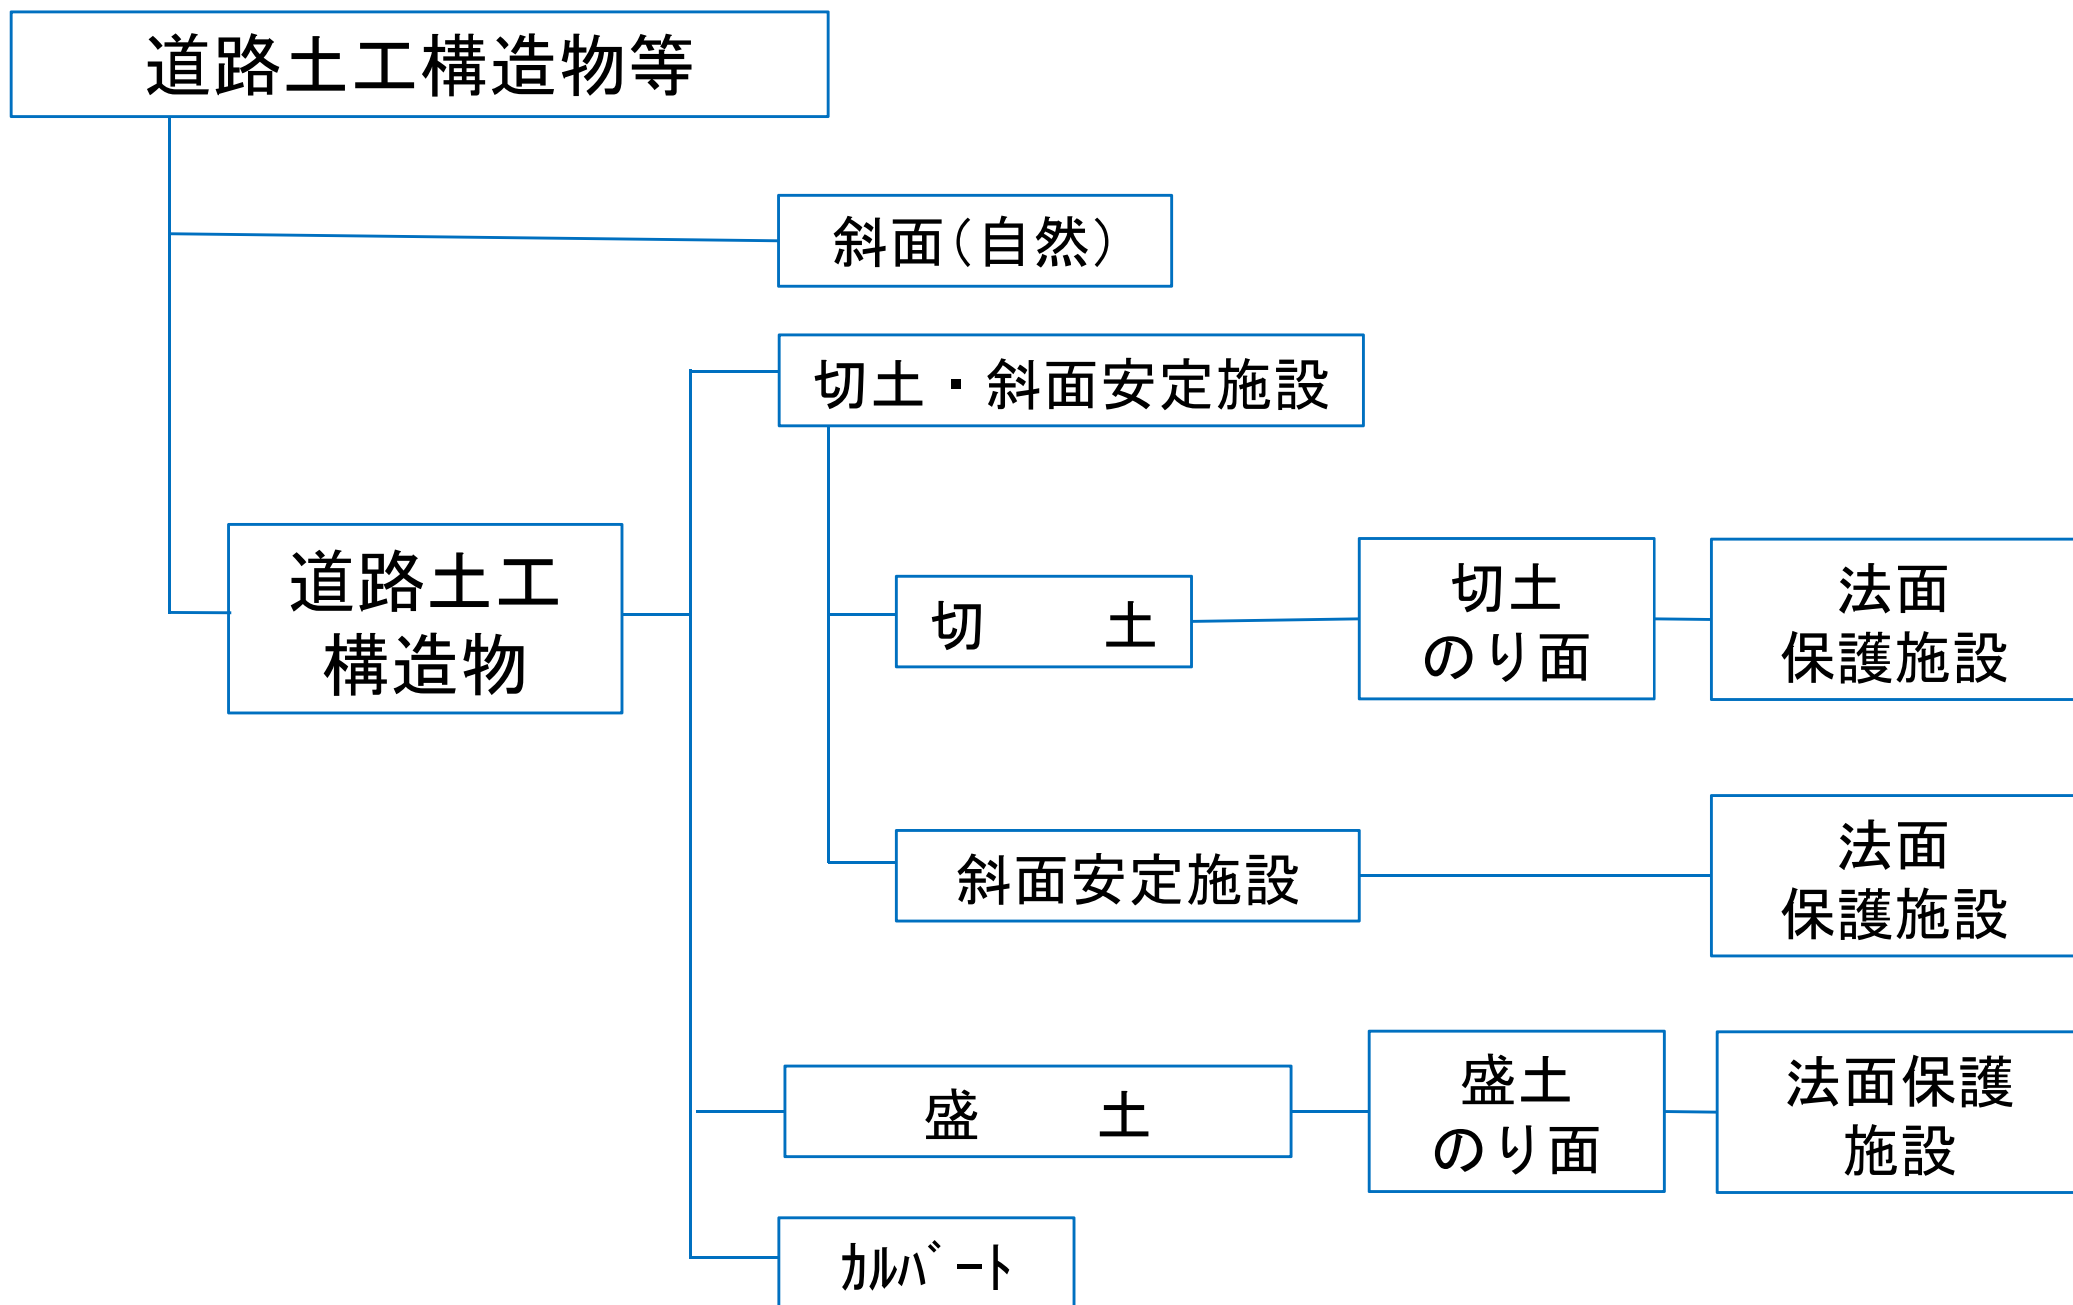 道路土工構造物等
斜面(自然)
切土・斜面安定施設
道路土工
構造物
切　　土
切土
のり面
法面
保護施設
斜面安定施設
法面
保護施設
盛　　土
盛土
のり面
法面保護
施設
ｶﾙﾊﾞｰﾄ